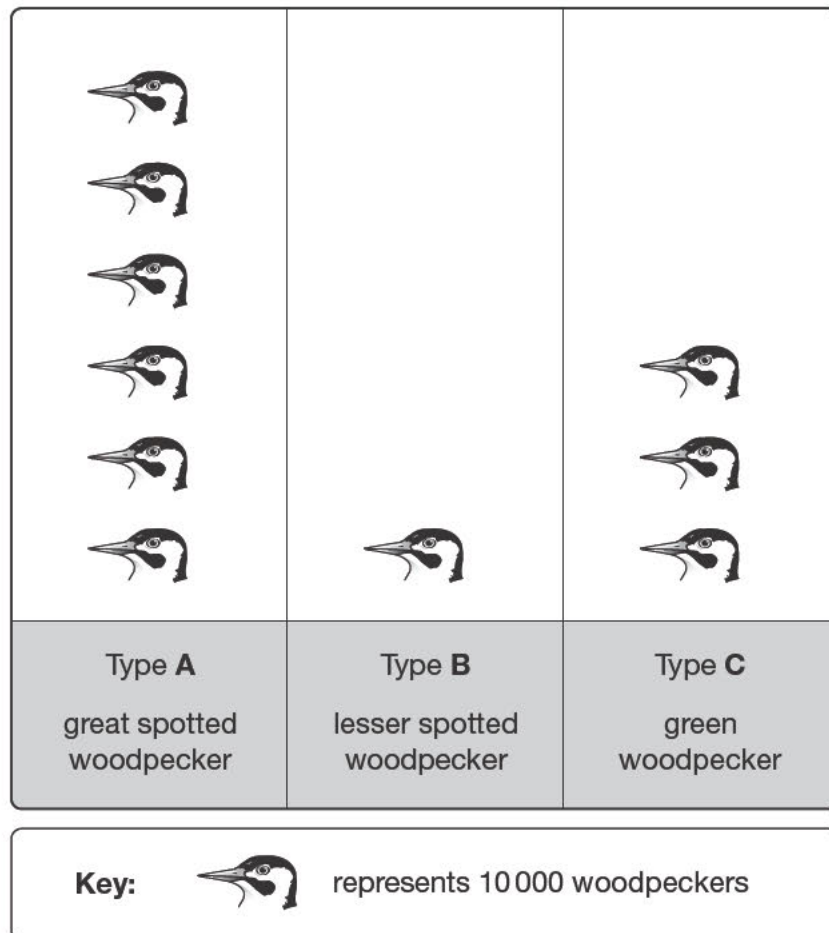 Type A
great spotted
woodpecker
Type B
lesser spotted
woodpecker
Type C
green
woodpecker
Key: represents 10 000 woodpeckers